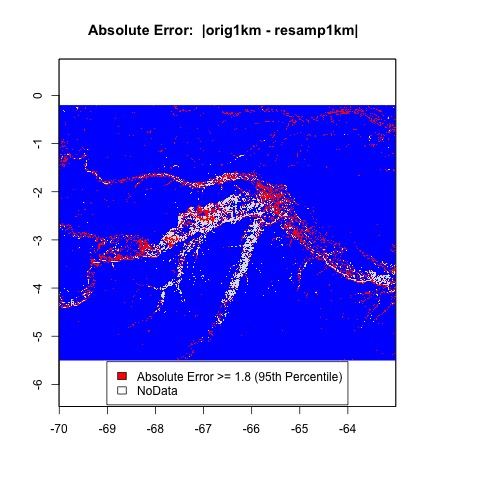 Absolute Error:  |orig1km - resamp1km|
0
-1
-2
-3
-4
-5
-6
Absolute Error >= 1.8 (95th Percentile)
NoData
-70 -69 -68 -67 -66 -65 -64